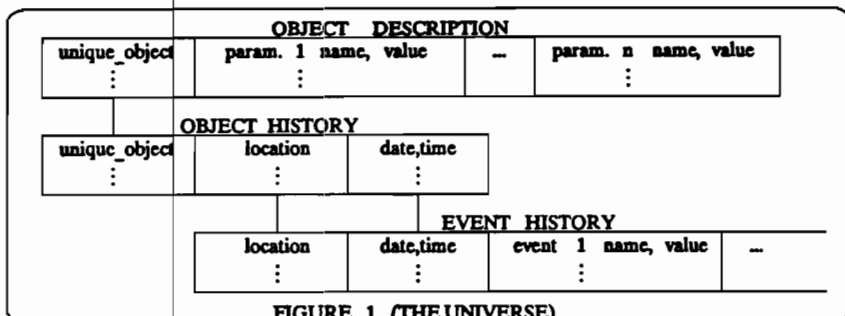 OBJECT DESCRIPTION
unique_object param. 1 name, value ... param. n name, value
OBJECT HISTORY
unique_object location date,time
EVENT HISTORY
location date,time event 1 name, value ...
FIGURE 1 (THE UNIVERSE)